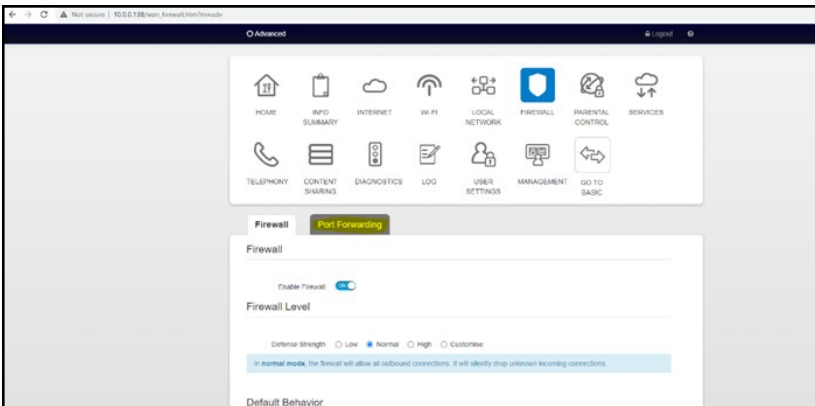 Not secure | 10.0.0.138/wan_firewall.htm?m=adv
Advanced
Logout
HOME
INFO SUMMARY
INTERNET
WI-FI
LOCAL NETWORK
FIREWALL
PARENTAL CONTROL
SERVICES
TELEPHONY
CONTENT SHARING
DIAGNOSTICS
LOG
USER SETTINGS
MANAGEMENT
GO TO BASIC
Firewall
Port Forwarding
Firewall
Enable Firewall ON
Firewall Level
Defense Strength Low Normal High Customise
In normal mode, the firewall will allow all outbound connections. It will silently drop unknown incoming connections.
Default Behavior